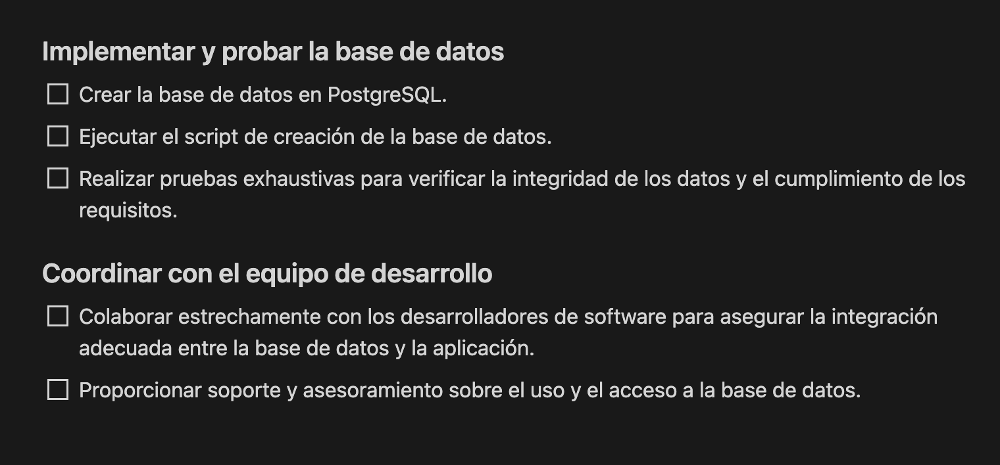 Implementar y probar la base de datos
Crear la base de datos en PostgreSQL.
Ejecutar el script de creación de la base de datos.
Realizar pruebas exhaustivas para verificar la integridad de los datos y el cumplimiento de los
requisitos.
Coordinar con el equipo de desarrollo
Colaborar estrechamente con los desarrolladores de software para asegurar la integración
adecuada entre la base de datos y la aplicación.
Proporcionar soporte y asesoramiento sobre el uso y el acceso a la base de datos.